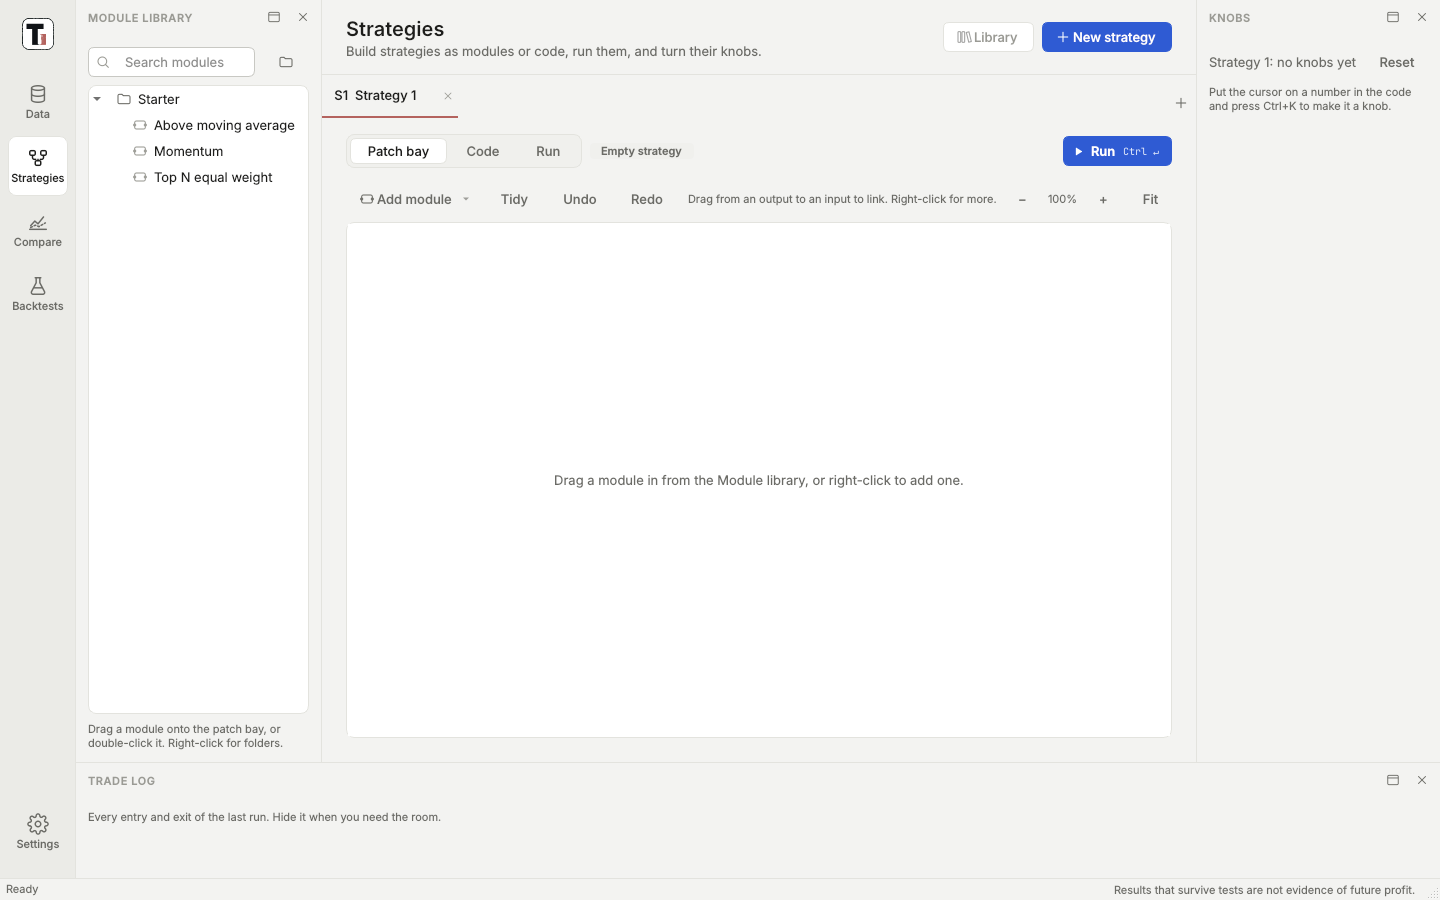 MODULE LIBRARY
Search modules
Starter
Above moving average
Momentum
Top N equal weight
Drag a module onto the patch bay, or
double-click it. Right-click for folders.
Data
Strategies
Compare
Backtests
Settings
Strategies
Build strategies as modules or code, run them, and turn their knobs.
Library
New strategy
S1 Strategy 1
Patch bay
Code
Run
Empty strategy
Run Ctrl ↵
Add module
Tidy
Undo
Redo
Drag from an output to an input to link. Right-click for more.
− 100% +
Fit
Drag a module in from the Module library, or right-click to add one.
KNOBS
Strategy 1: no knobs yet
Reset
Put the cursor on a number in the code
and press Ctrl+K to make it a knob.
TRADE LOG
Every entry and exit of the last run. Hide it when you need the room.
Ready
Results that survive tests are not evidence of future profit.